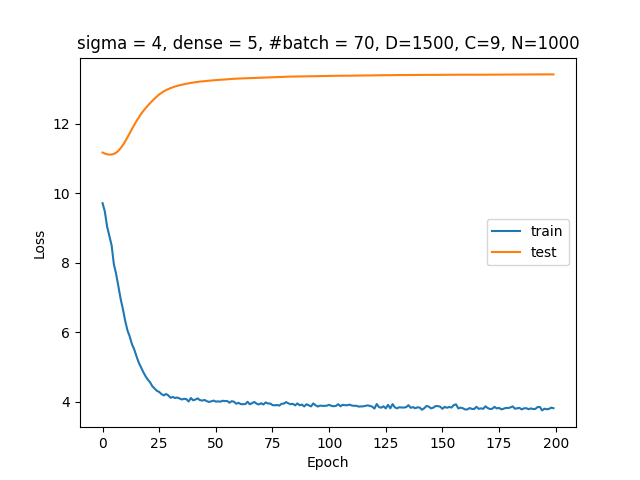 sigma = 4, dense = 5, #batch = 70, D=1500, C=9, N=1000
12
10
8
6
4
Loss
train
test
0
25
50
75
100
125
150
175
200
Epoch